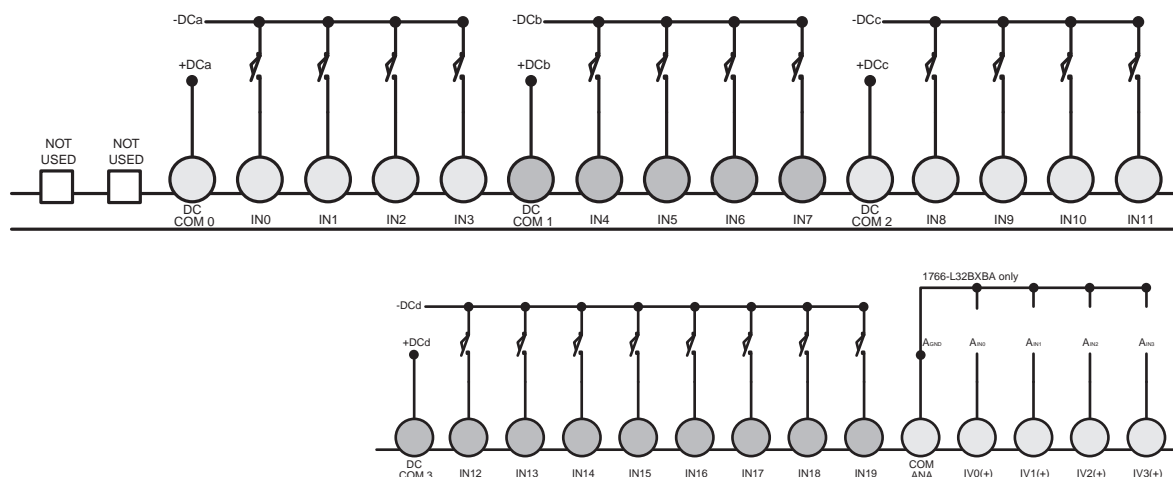 -DCa -DCb -DCc
+DCa +DCb +DCc
NOT USED NOT USED
DC COM 0 IN0 IN1 IN2 IN3 DC COM 1 IN4 IN5 IN6 IN7 DC COM 2 IN8 IN9 IN10 IN11
1766-L32BXBA only
-DCd
+DCd AGND AIN0 AIN1 AIN2 AIN3
DC COM 3 IN12 IN13 IN14 IN15 IN16 IN17 IN18 IN19 COM ANA IV0(+) IV1(+) IV2(+) IV3(+)